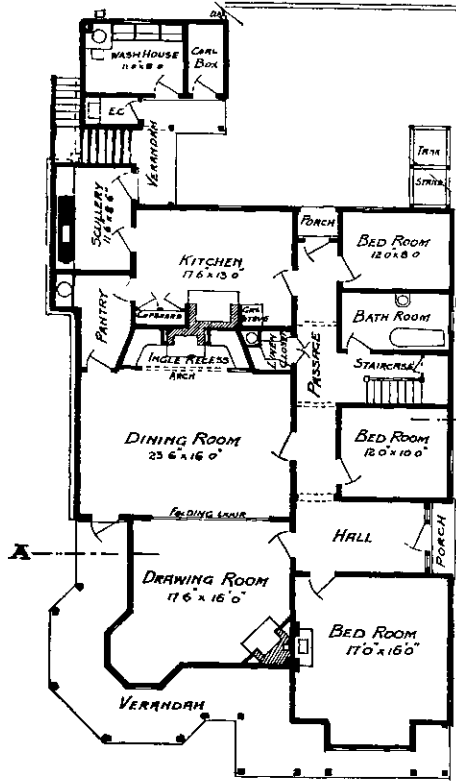 WASH HOUSE
11.0" x 8.0
COAL
BOX
E.C
VERANDAH
TANK
STAND
SCULLERY
11.6 x 8.6"
PORCH
KITCHEN
17.6" x 13.0"
BED ROOM
12.0" x 8.0
CUPBOARD
GAS
STOVE
PANTRY
BATH ROOM
INGLE RECESS
ARCH
LINEN
CLOSET
PASSAGE
STAIRCASE
DINING ROOM
23.6" x 16.0"
BED ROOM
12.0" x 10.0
FOLDING DOOR
A
HALL
PORCH
DRAWING ROOM
17.6" x 16'0"
BED ROOM
17'0" x 16'0"
VERANDAH